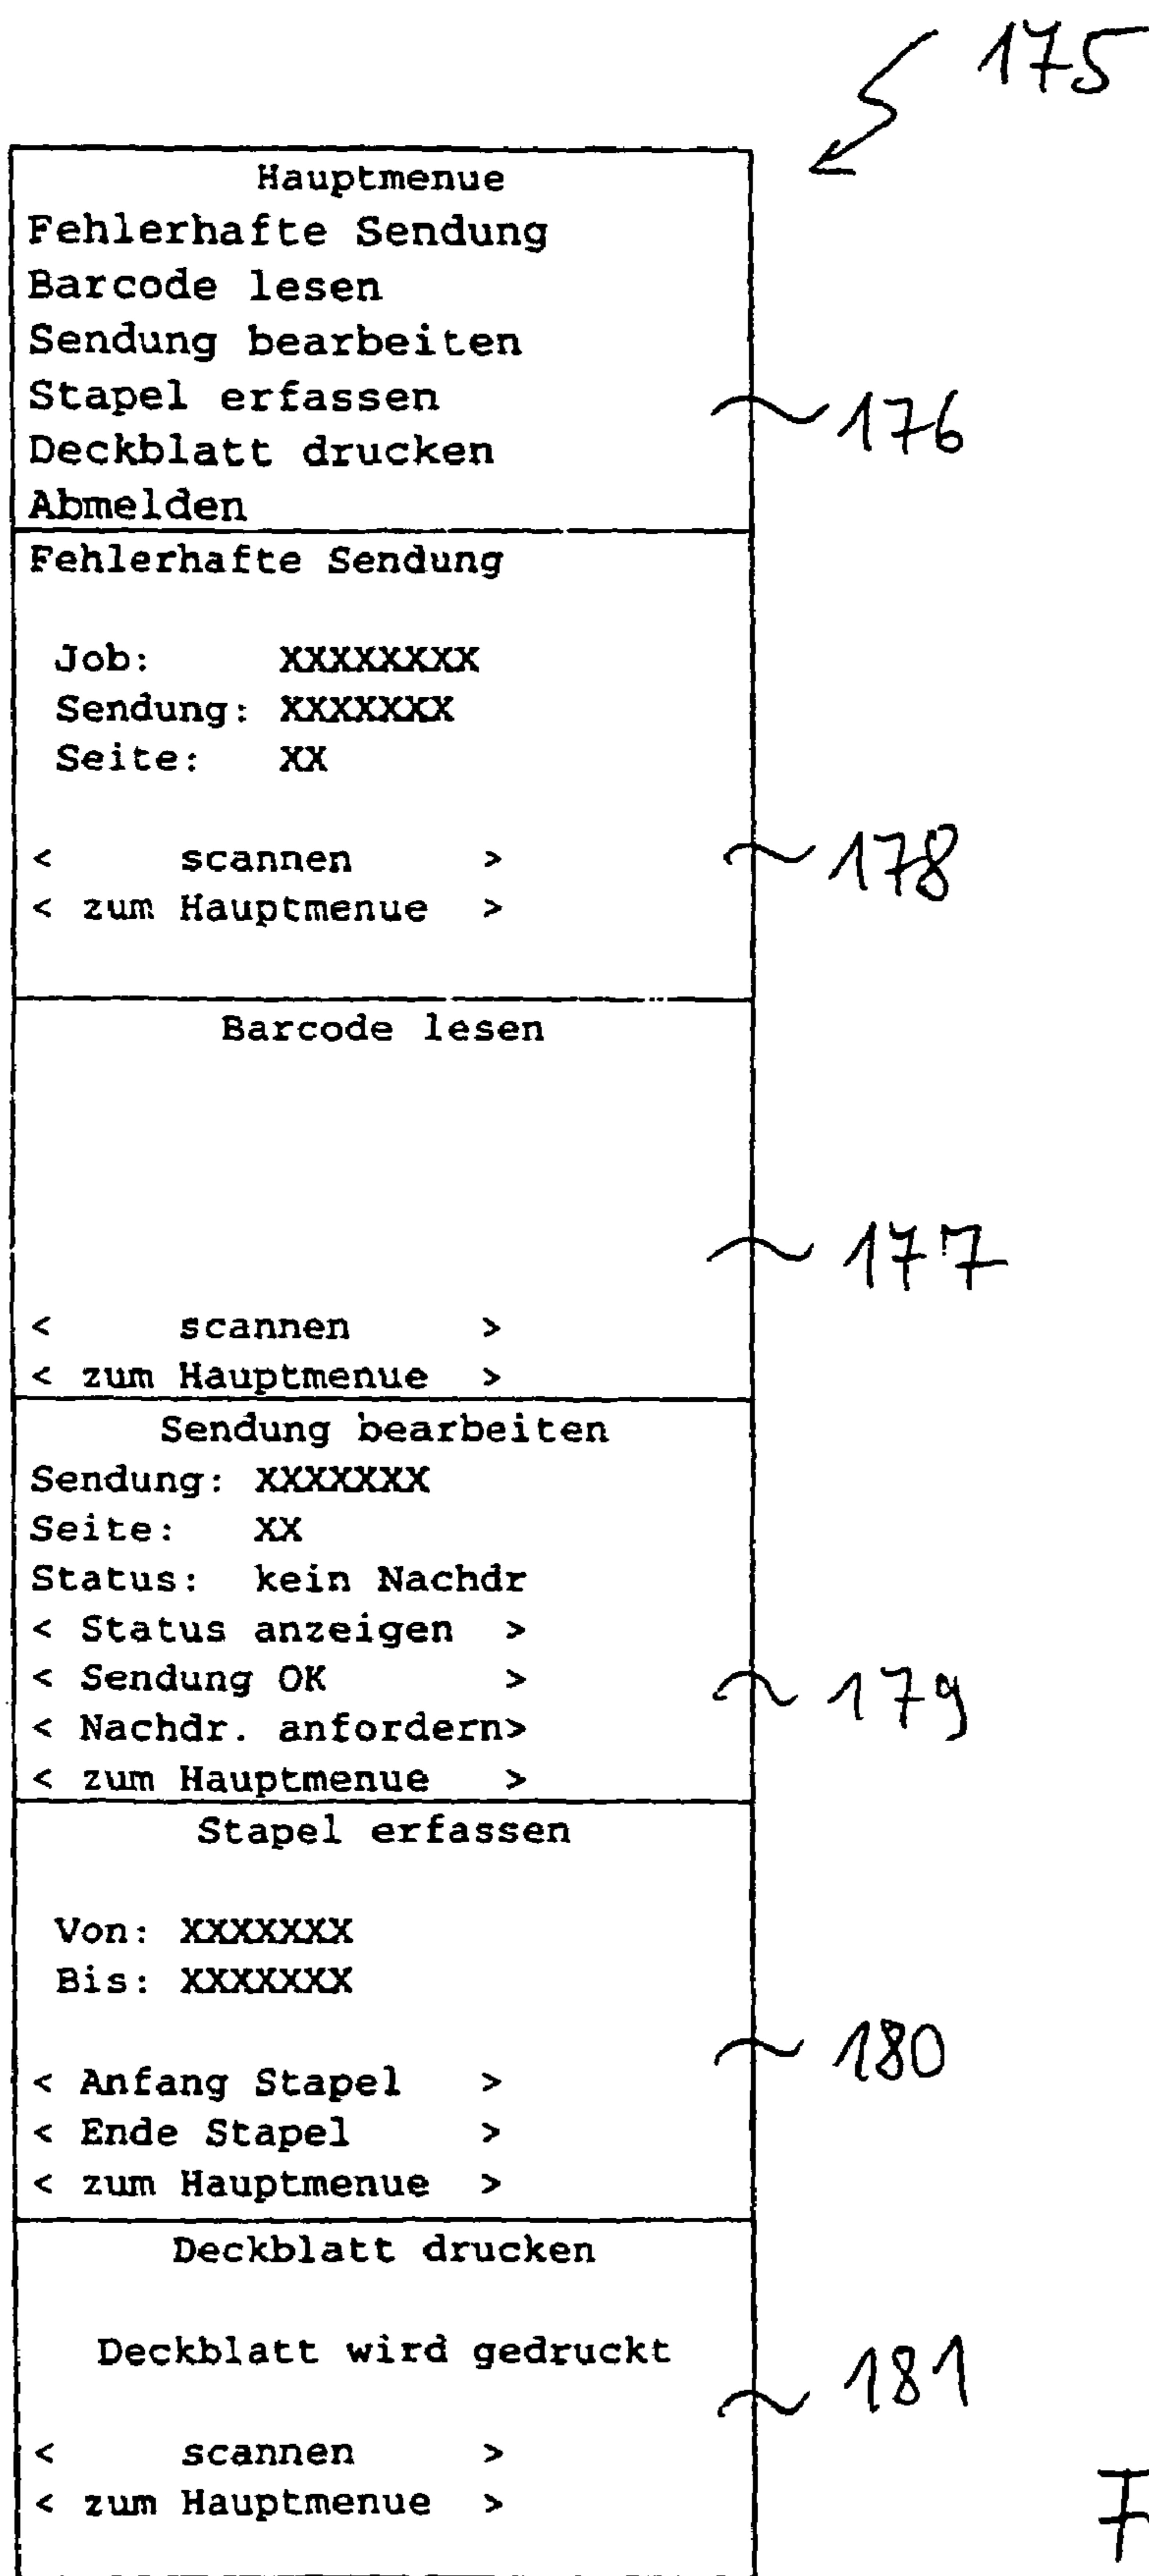 175
Hauptmenue
Fehlerhafte Sendung
Barcode lesen
Sendung bearbeiten
Stapel erfassen
176
Deckblatt drucken
Abmelden
Fehlerhafte Sendung
Job: XXXXXXXX
Sendung: XXXXXXX
Seite: XX
< scannen >
178
< zum Hauptmenue >
Barcode lesen
177
< scannen >
< zum Hauptmenue >
Sendung bearbeiten
Sendung: XXXXXXX
Seite: XX
Status: kein Nachdr
< Status anzeigen >
< Sendung OK >
179
< Nachdr. anfordern>
< zum Hauptmenue >
Stapel erfassen
Von: XXXXXXX
Bis: XXXXXXX
180
< Anfang Stapel >
< Ende Stapel >
< zum Hauptmenue >
Deckblatt drucken
Deckblatt wird gedruckt
181
< scannen >
< zum Hauptmenue >
F